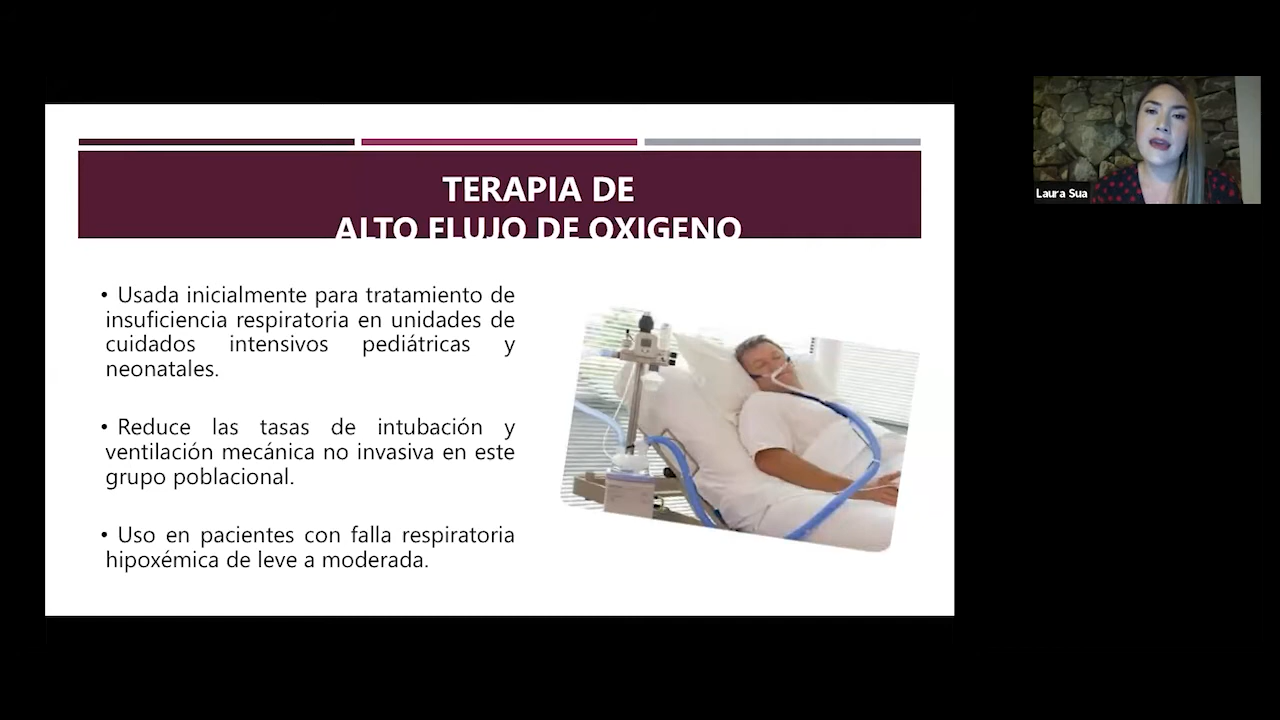 TERAPIA DE
ALTO FLUJO DE OXIGENO
• Usada inicialmente para tratamiento de
insuficiencia respiratoria en unidades de
cuidados intensivos pediátricas y
neonatales.
• Reduce las tasas de intubación y
ventilación mecánica no invasiva en este
grupo poblacional.
• Uso en pacientes con falla respiratoria
hipoxémica de leve a moderada.
Laura Sua